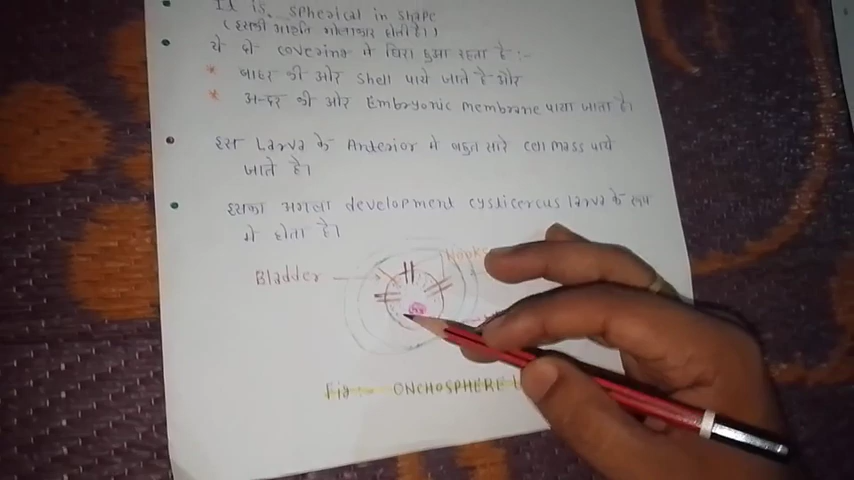 It is. spherical in shape
(इसकी आकृति गोलाकार होती है।)
ये दो covering में घिरा हुआ रहता है :-
* बाहर की ओर shell पाये जाते है और
* अन्दर की ओर Embryonic membrane पाया जाता है।
इस Larva के Anterior में बहुत सारे cell mass पाये
जाते है।
इसका अगला development cysticercus larva के रूप
में होता है।
Hooks
Bladder
Fig :- ONCHOSPHERE